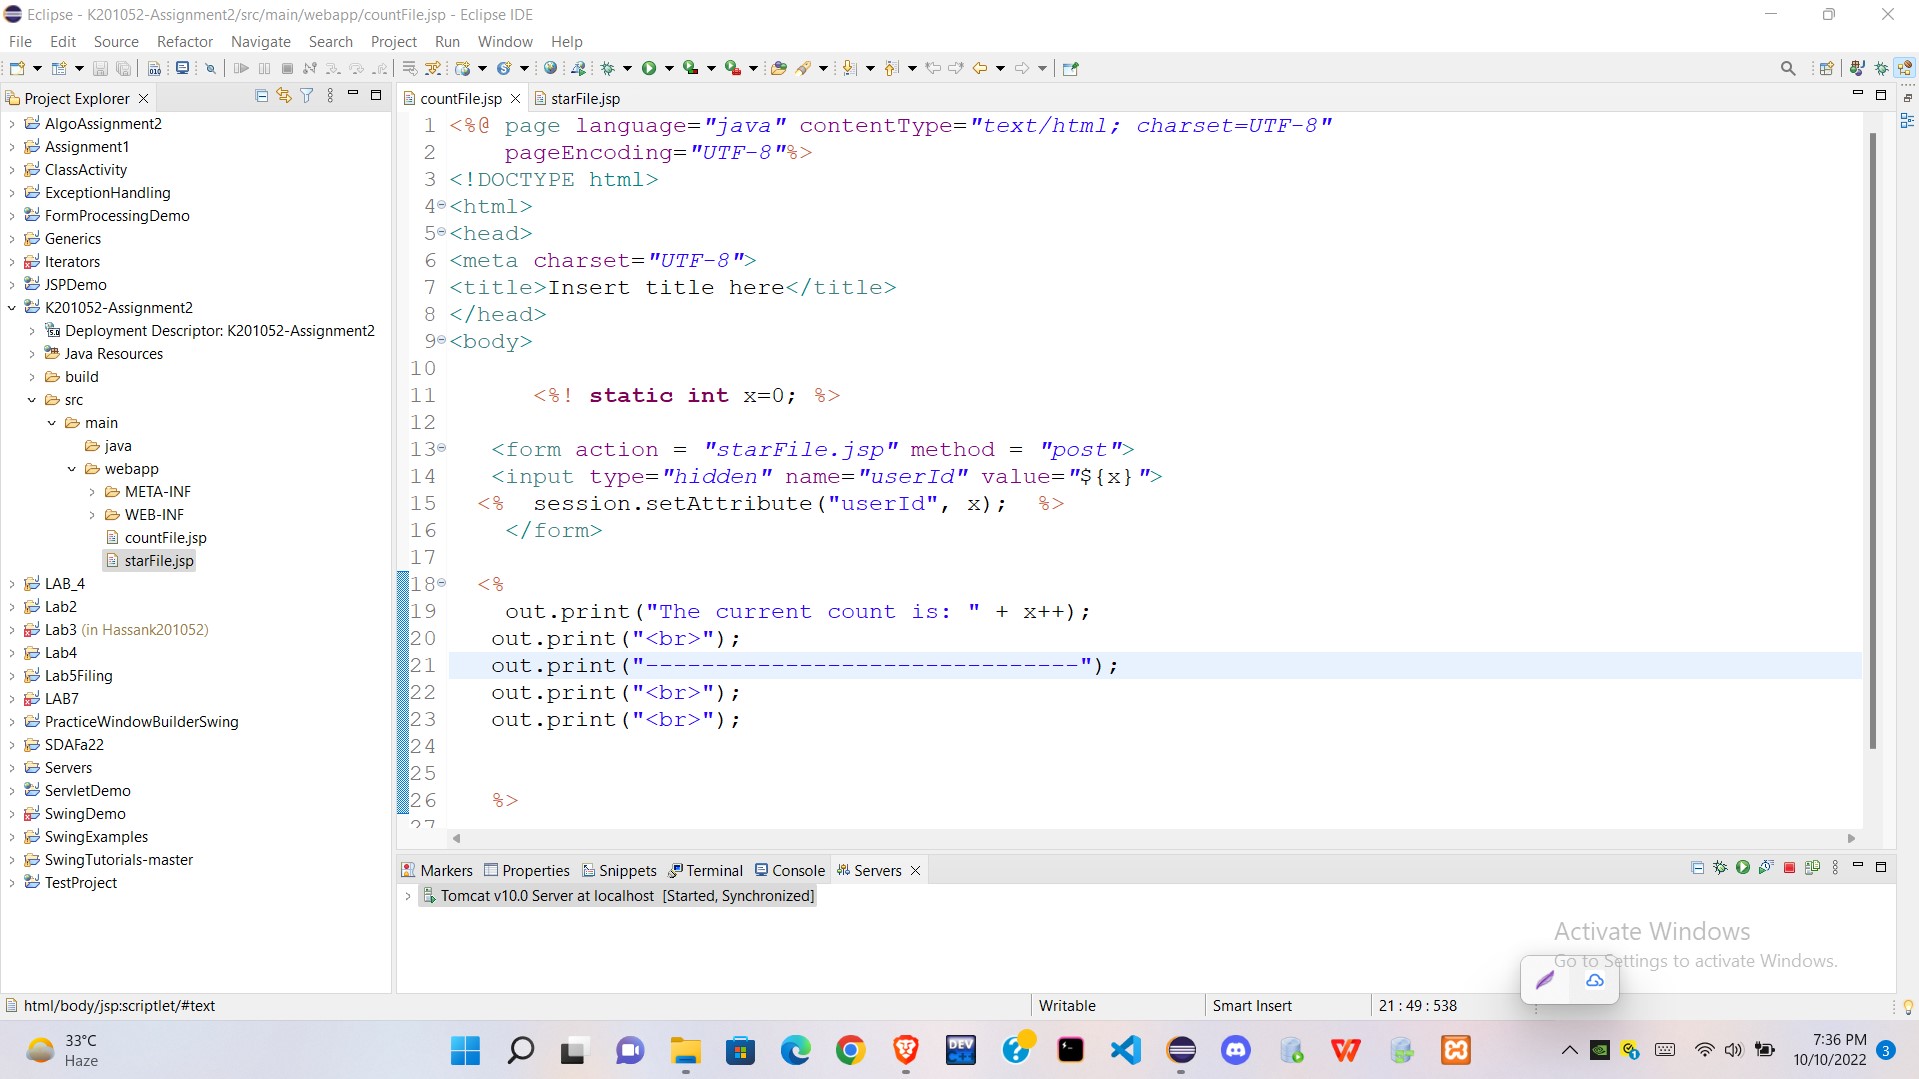 Eclipse - K201052-Assignment2/src/main/webapp/countFile.jsp - Eclipse IDE
File Edit Source Refactor Navigate Search Project Run Window Help
Project Explorer
AlgoAssignment2
Assignment1
ClassActivity
ExceptionHandling
FormProcessingDemo
Generics
Iterators
JSPDemo
K201052-Assignment2
Deployment Descriptor: K201052-Assignment2
Java Resources
build
src
main
java
webapp
META-INF
WEB-INF
countFile.jsp
starFile.jsp
LAB_4
Lab2
Lab3 (in Hassank201052)
Lab4
Lab5Filing
LAB7
PracticeWindowBuilderSwing
SDAFa22
Servers
ServletDemo
SwingDemo
SwingExamples
SwingTutorials-master
TestProject
countFile.jsp starFile.jsp
1 <%@ page language="java" contentType="text/html; charset=UTF-8"
2 pageEncoding="UTF-8"%>
3 <!DOCTYPE html>
4 <html>
5 <head>
6 <meta charset="UTF-8">
7 <title>Insert title here</title>
8 </head>
9 <body>
10
11 <%! static int x=0; %>
12
13 <form action = "starFile.jsp" method = "post">
14 <input type="hidden" name="userId" value="${x}">
15 <% session.setAttribute("userId", x); %>
16 </form>
17
18 <%
19 out.print("The current count is: " + x++);
20 out.print("<br>");
21 out.print("-------------------------------");
22 out.print("<br>");
23 out.print("<br>");
24
25
26 %>
27
Markers Properties Snippets Terminal Console Servers
Tomcat v10.0 Server at localhost [Started, Synchronized]
Activate Windows
Go to Settings to activate Windows.
html/body/jsp:scriptlet/#text Writable Smart Insert 21 : 49 : 538
33°C
Haze
DEV
7:36 PM
10/10/2022
3